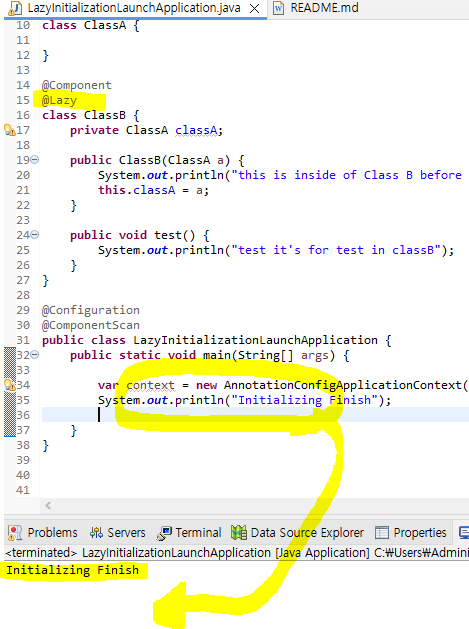 LazyInitializationLaunchApplication.java README.md
10 class ClassA {
11
12 }
13
14 @Component
15 @Lazy
16 class ClassB {
17 private ClassA classA;
18
19 public ClassB(ClassA a) {
20 System.out.println("this is inside of Class B before
21 this.classA = a;
22 }
23
24 public void test() {
25 System.out.println("test it's for test in classB");
26 }
27 }
28
29 @Configuration
30 @ComponentScan
31 public class LazyInitializationLaunchApplication {
32 public static void main(String[] args) {
33
34 var context = new AnnotationConfigApplicationContext(
35 System.out.println("Initializing Finish");
36
37 }
38 }
39
40
41
Problems Servers Terminal Data Source Explorer Properties
<terminated> LazyInitializationLaunchApplication [Java Application] C:₩Users₩Admini
Initializing Finish